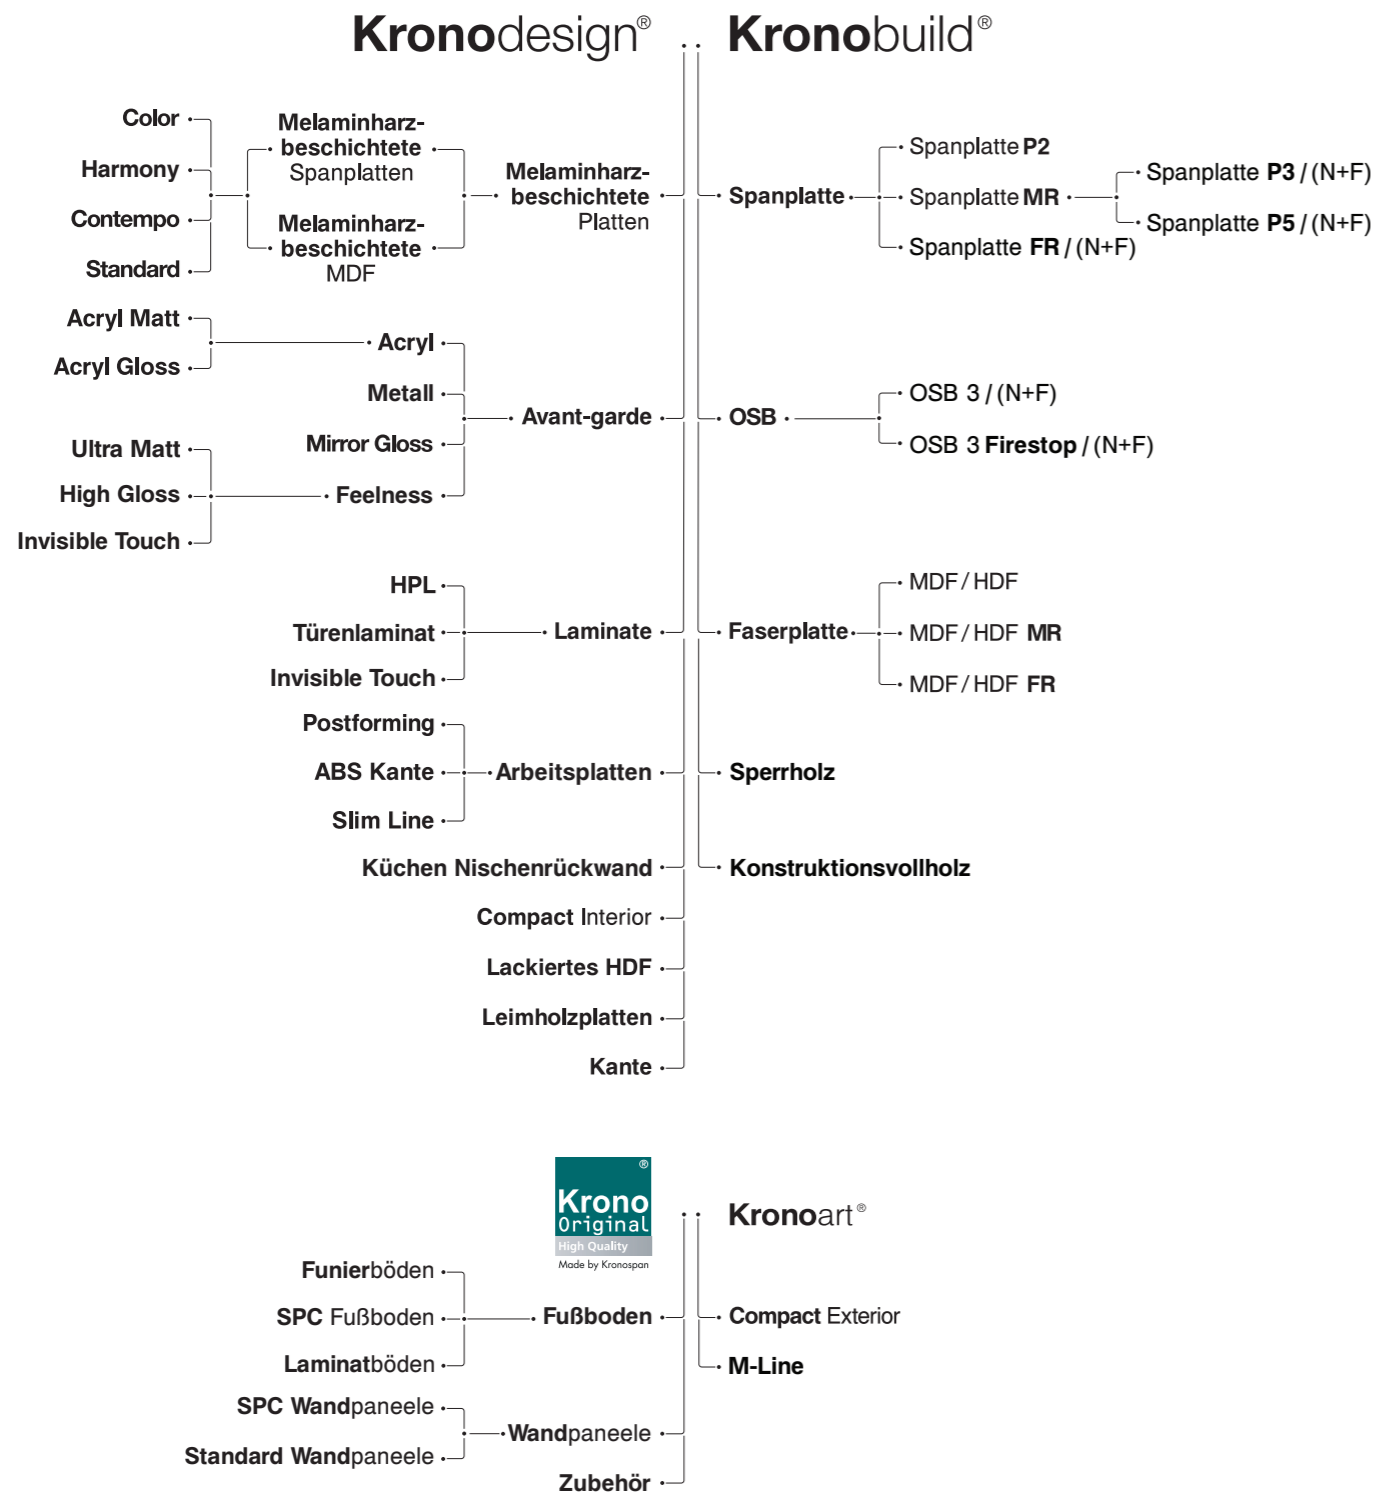 Kronodesign®
Color
Harmony
Contempo
Standard
Melaminharz-
beschichtete
Spanplatten
Melaminharz-
beschichtete
MDF
Melaminharz-
beschichtete
Platten
Acryl Matt
Acryl Gloss
Acryl
Metall
Mirror Gloss
Ultra Matt
High Gloss
Invisible Touch
Feelness
Avant-garde
HPL
Türenlaminat
Invisible Touch
Laminate
Postforming
ABS Kante
Slim Line
Arbeitsplatten
Küchen Nischenrückwand
Compact Interior
Lackiertes HDF
Leimholzplatten
Kante
Kronobuild®
Spanplatte
Spanplatte P2
Spanplatte MR
Spanplatte FR / (N+F)
Spanplatte P3 / (N+F)
Spanplatte P5 / (N+F)
OSB
OSB 3 / (N+F)
OSB 3 Firestop / (N+F)
Faserplatte
MDF / HDF
MDF / HDF MR
MDF / HDF FR
Sperrholz
Konstruktionsvollholz
®
Krono
Original
High Quality
Made by Kronospan
Funierböden
SPC Fußboden
Laminatböden
Fußboden
SPC Wandpaneele
Standard Wandpaneele
Wandpaneele
Zubehör
Kronoart®
Compact Exterior
M-Line